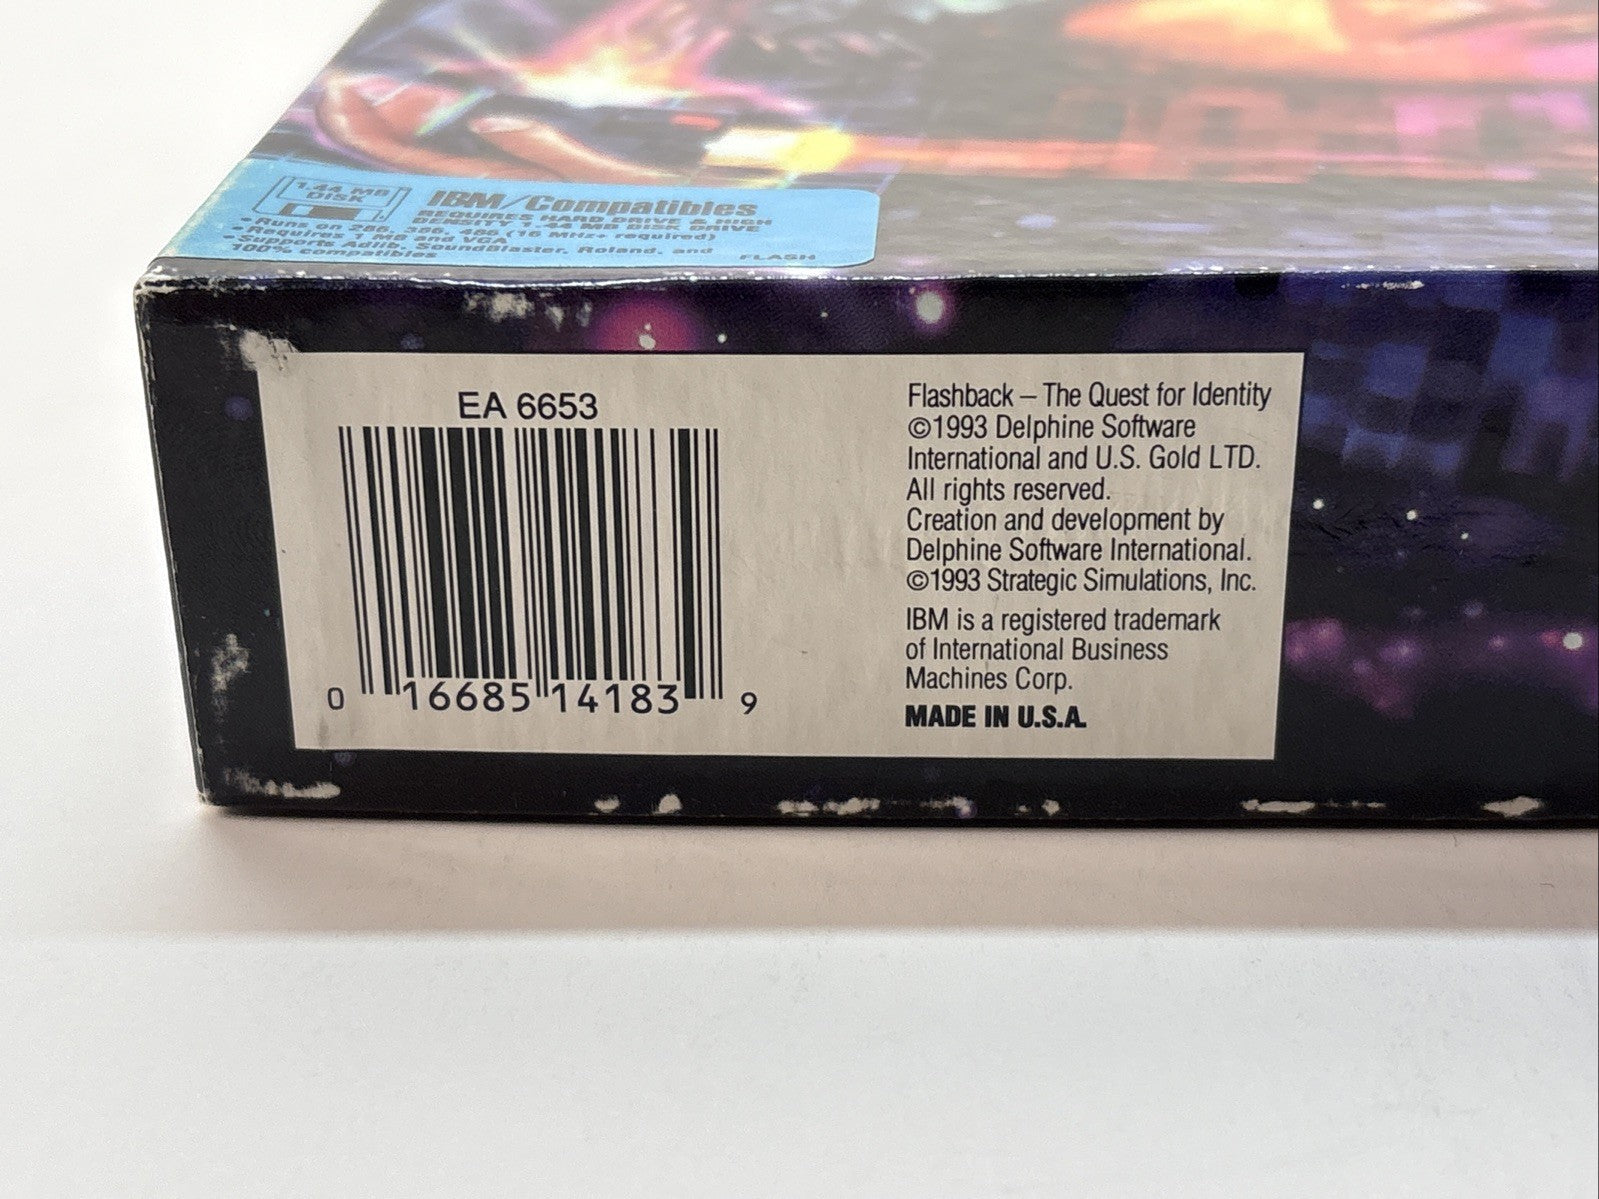 1.44 MB
DISK
IBM/Compatibles
REQUIRES HARD DRIVE & HIGH
DENSITY 1.44 MB DISK DRIVE
•Runs on 286, 386, 486 (16 MHz+ required)
•Requires 1 MB and VGA
•Supports Adlib, SoundBlaster, Roland, and
100% compatibles
FLASH
EA 6653
0 16685 14183 9
Flashback – The Quest for Identity
©1993 Delphine Software
International and U.S. Gold LTD.
All rights reserved.
Creation and development by
Delphine Software International.
©1993 Strategic Simulations, Inc.
IBM is a registered trademark
of International Business
Machines Corp.
MADE IN U.S.A.